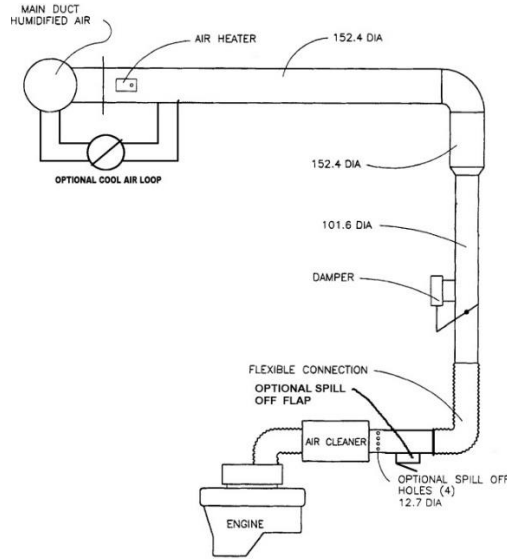 MAIN DUCT
HUMIDIFIED AIR
AIR HEATER
152.4 DIA
OPTIONAL COOL AIR LOOP
152.4 DIA
101.6 DIA
DAMPER
FLEXIBLE CONNECTION
OPTIONAL SPILL
OFF FLAP
AIR CLEANER
OPTIONAL SPILL OFF
HOLES (4)
12.7 DIA
ENGINE